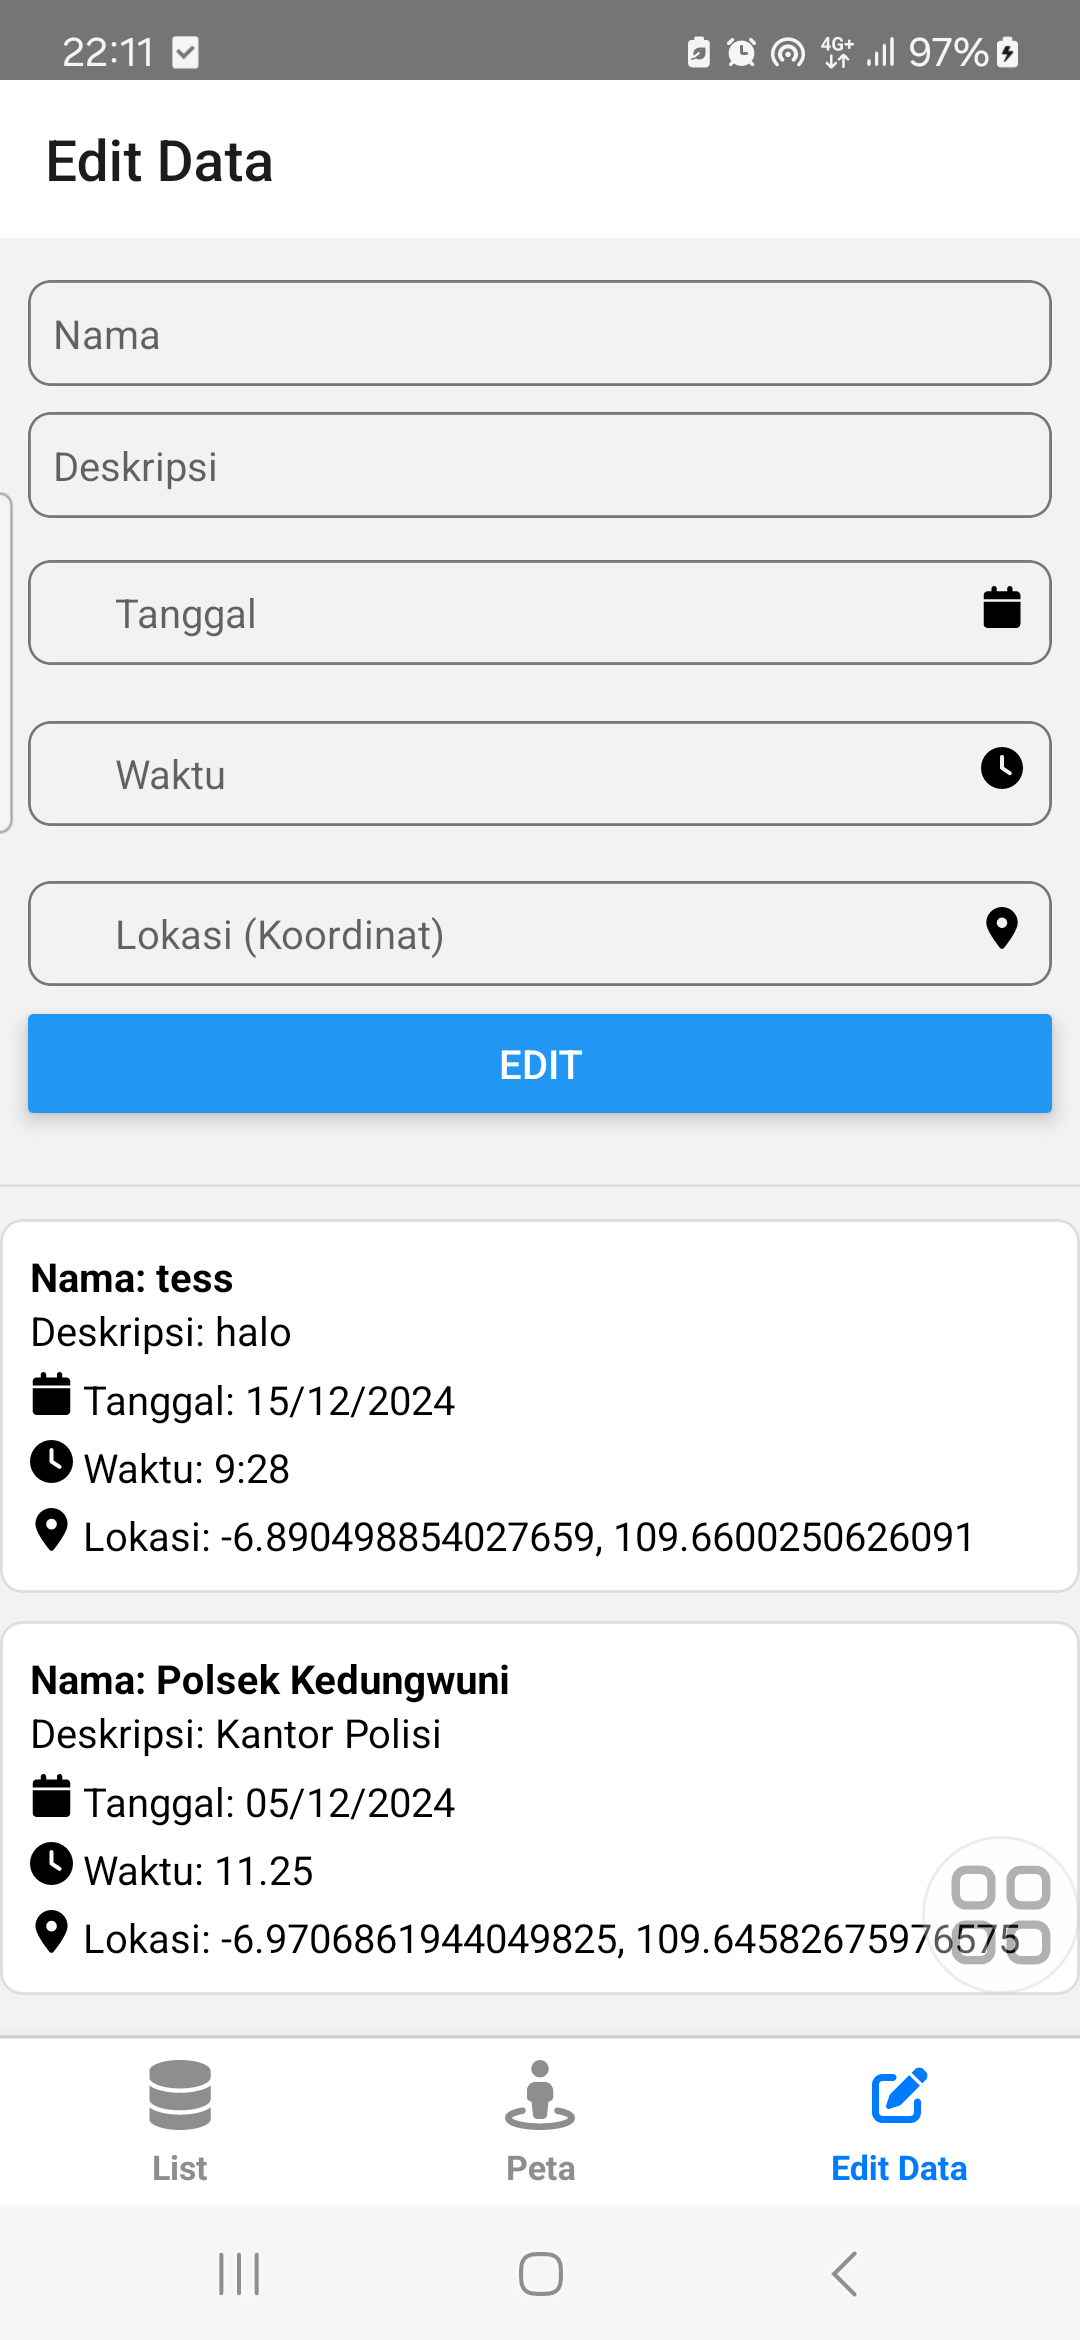 22:11
4G+ 97%
Edit Data
Nama
Deskripsi
Tanggal
Waktu
Lokasi (Koordinat)
EDIT
Nama: tess
Deskripsi: halo
Tanggal: 15/12/2024
Waktu: 9:28
Lokasi: -6.890498854027659, 109.6600250626091
Nama: Polsek Kedungwuni
Deskripsi: Kantor Polisi
Tanggal: 05/12/2024
Waktu: 11.25
Lokasi: -6.9706861944049825, 109.64582675976575
List
Peta
Edit Data